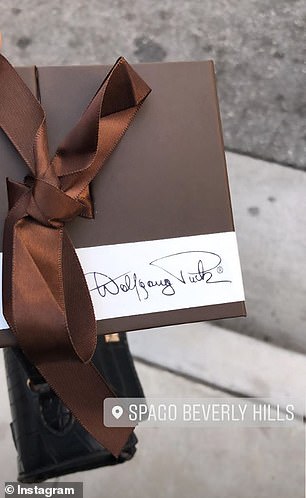 Wolfgang Puck®
SPAGO BEVERLY HILLS
© Instagram